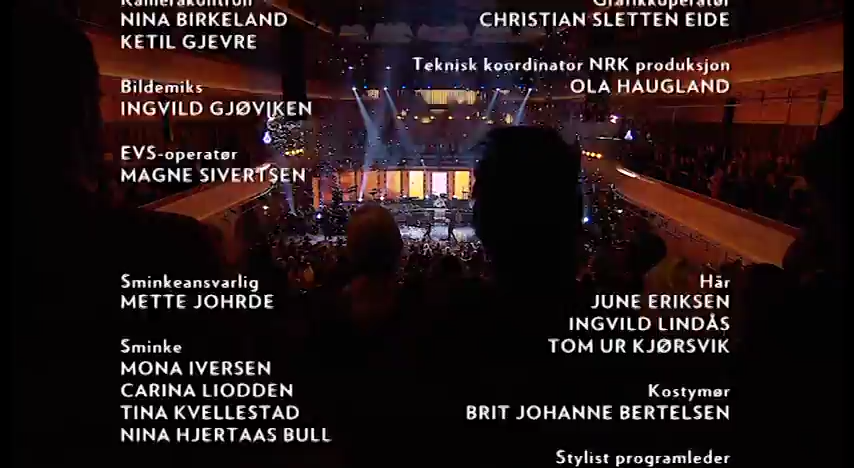 Kamerakontroll
NINA BIRKELAND
KETIL GJEVRE
Bildemiks
INGVILD GJØVIKEN
EVS-operatør
MAGNE SIVERTSEN
Sminkeansvarlig
METTE JOHRDE
Sminke
MONA IVERSEN
CARINA LIODDEN
TINA KVELLESTAD
NINA HJERTAAS BULL
Grafikkoperatør
CHRISTIAN SLETTEN EIDE
Teknisk koordinator NRK produksjon
OLA HAUGLAND
Hår
JUNE ERIKSEN
INGVILD LINDÅS
TOM UR KJØRSVIK
Kostymør
BRIT JOHANNE BERTELSEN
Stylist programleder